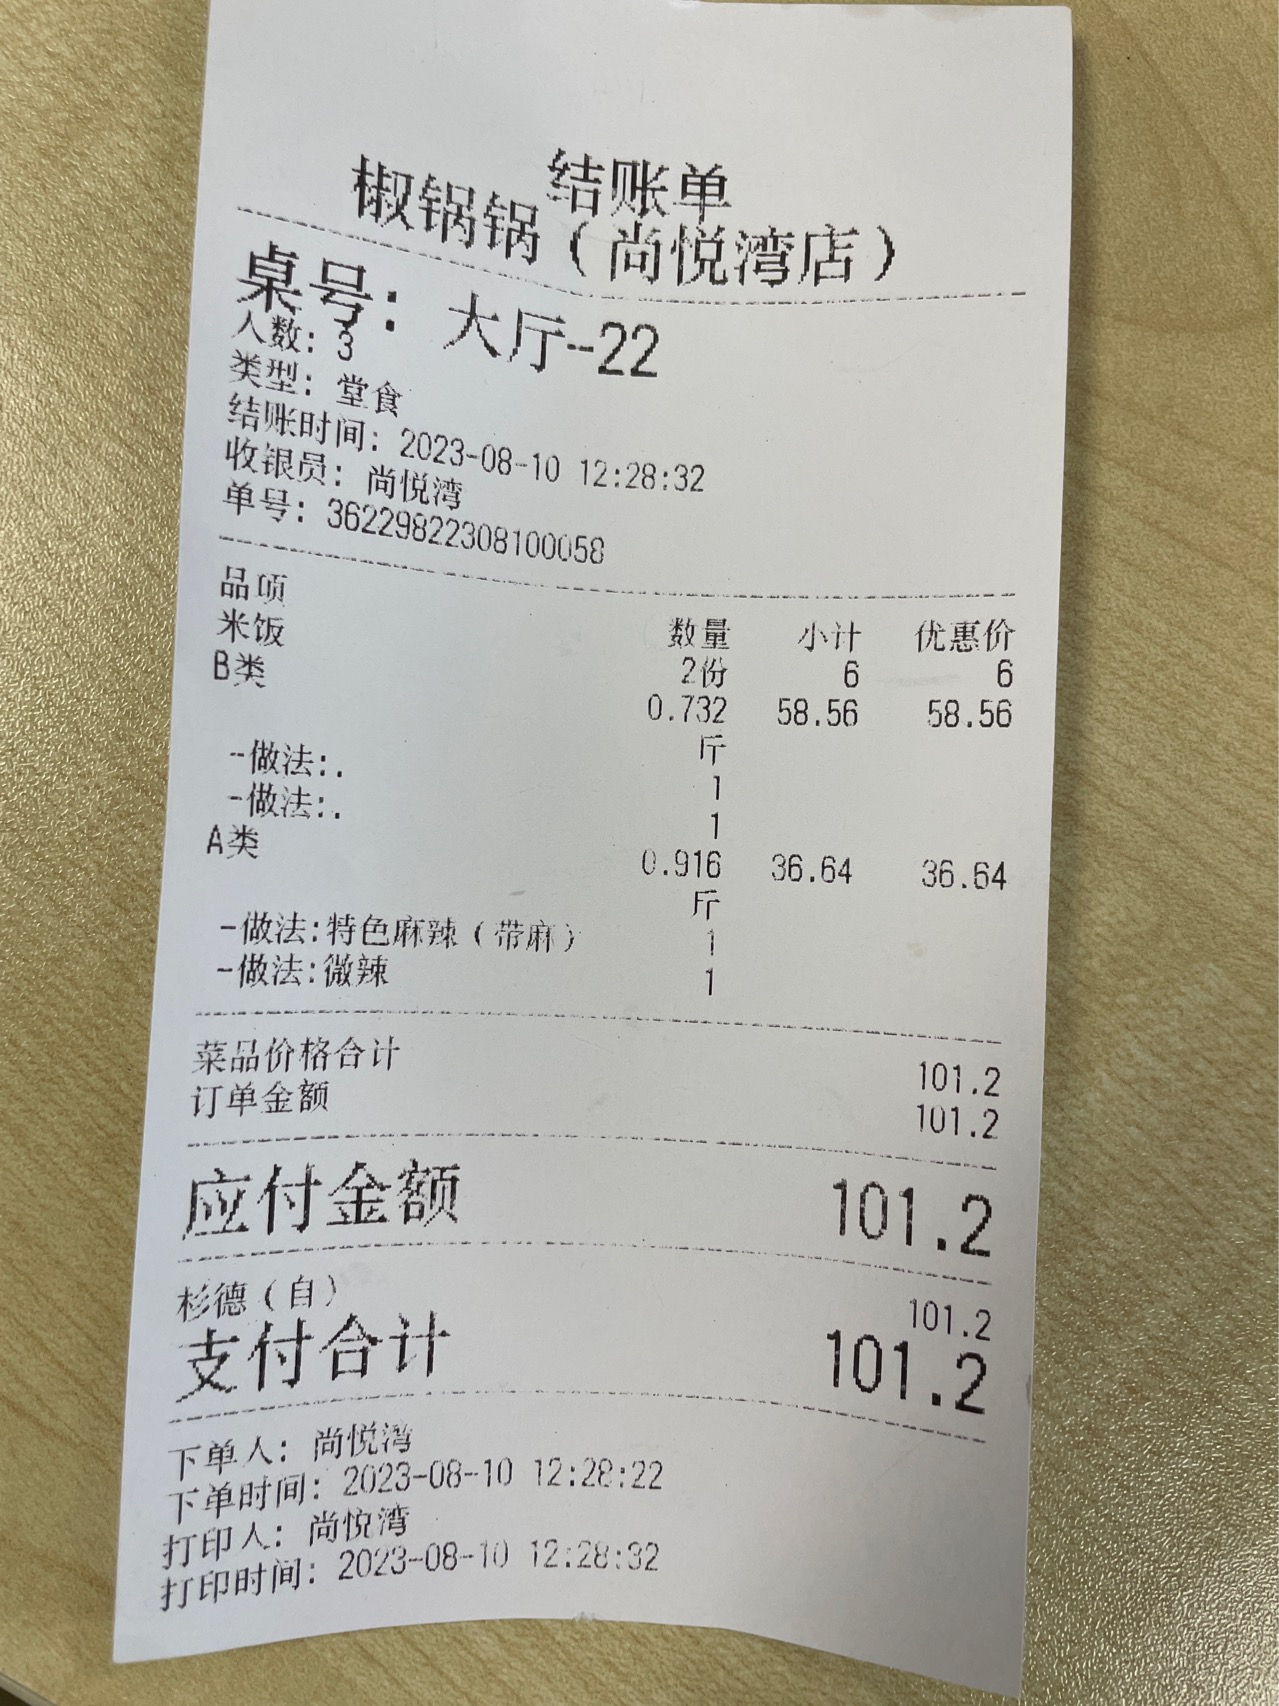 结账单
椒锅锅（尚悦湾店）
桌号: 大厅-22
人数: 3
类型: 堂食
结账时间: 2023-08-10 12:28:32
收银员: 尚悦湾
单号: 36229822308100058
品项 数量 小计 优惠价
米饭 2份 6 6
B类 0.732 58.56 58.56
斤
-做法:. 1
-做法:. 1
A类 0.916 36.64 36.64
斤
-做法:特色麻辣（带麻） 1
-做法:微辣 1
菜品价格合计 101.2
订单金额 101.2
应付金额 101.2
杉德（自） 101.2
支付合计 101.2
下单人: 尚悦湾
下单时间: 2023-08-10 12:28:22
打印人: 尚悦湾
打印时间: 2023-08-10 12:28:32